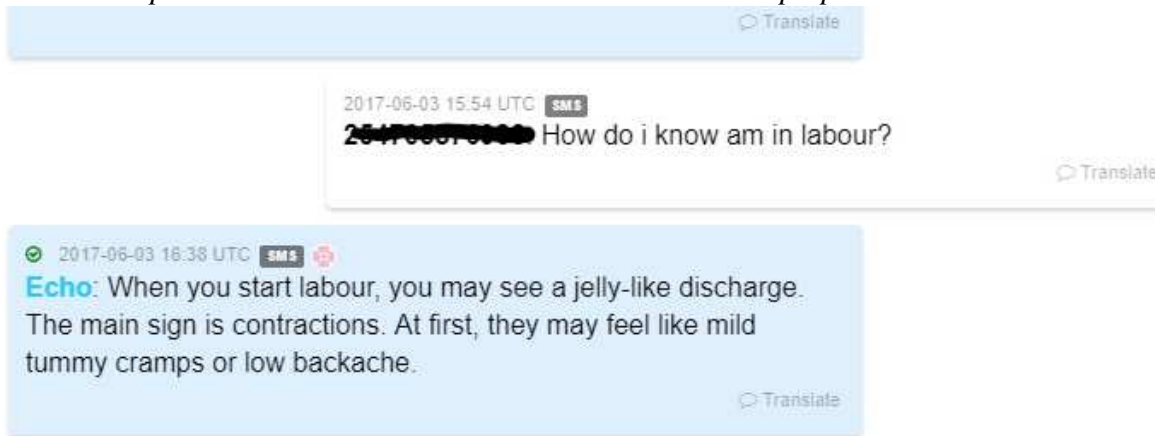 Translate
2017-06-03 15:54 UTC SMS
How do i know am in labour?
Translate
2017-06-03 16:38 UTC SMS
Echo: When you start labour, you may see a jelly-like discharge.
The main sign is contractions. At first, they may feel like mild
tummy cramps or low backache.
Translate